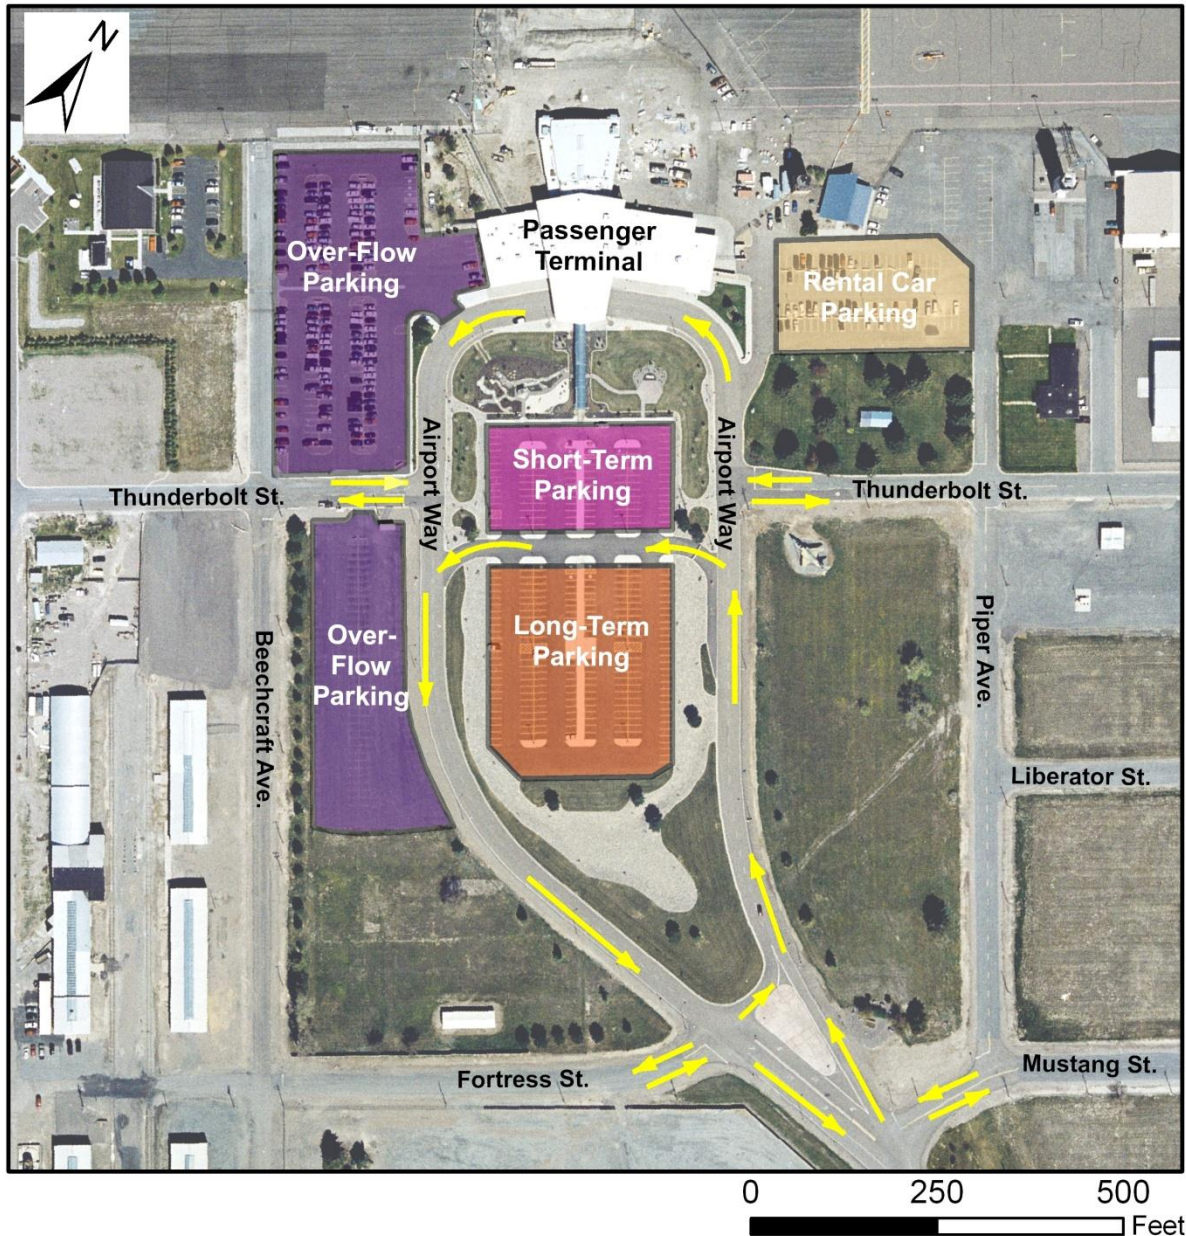 N
Passenger
Terminal
Over-Flow
Parking
Rental Car
Parking
Airport Way
Airport Way
Short-Term
Parking
Thunderbolt St.
Thunderbolt St.
Over-
Flow
Parking
Long-Term
Parking
Beechcraft Ave.
Piper Ave.
Liberator St.
Fortress St.
Mustang St.
0 250 500
Feet